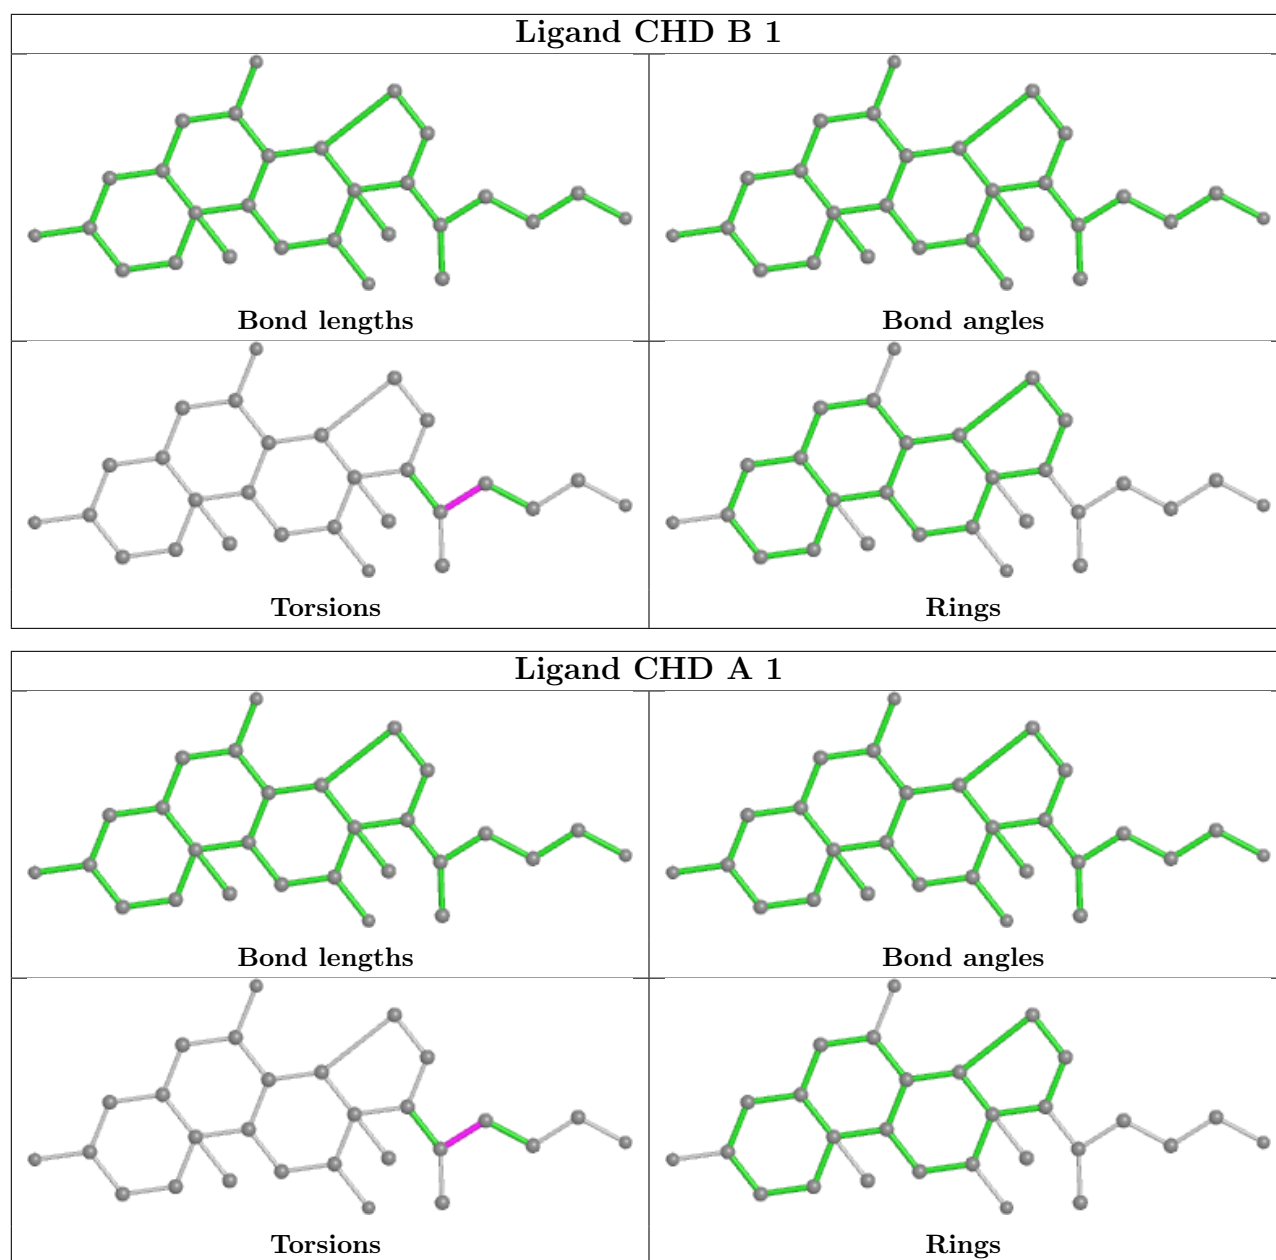 Ligand CHD B 1
Bond lengths
Bond angles
Torsions
Rings
Ligand CHD A 1
Bond lengths
Bond angles
Torsions
Rings